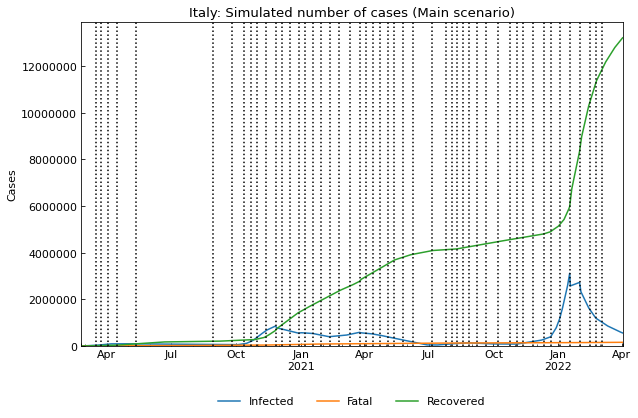 Italy: Simulated number of cases (Main scenario)
Cases
12000000
10000000
8000000
6000000
4000000
2000000
0
Apr Jul Oct Jan Apr Jul Oct Jan Apr
2021 2022
Infected Fatal Recovered